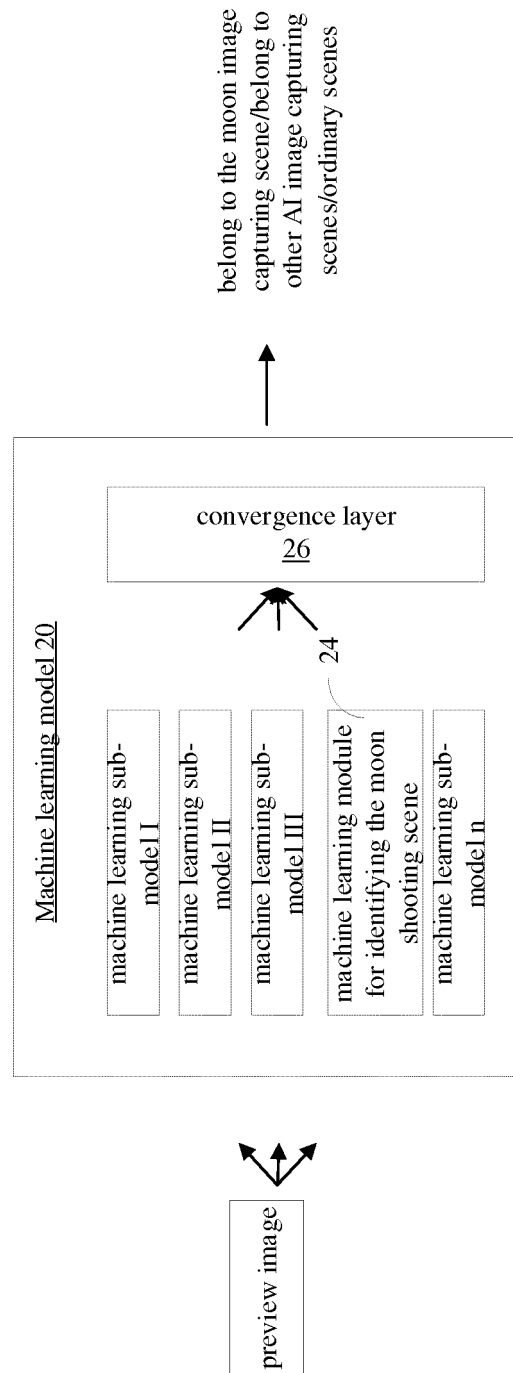 preview image
Machine learning model 20
machine learning sub-
model I
machine learning sub-
model II
machine learning sub-
model III
machine learning module
for identifying the moon
shooting scene
machine learning sub-
model n
24
convergence layer
26
belong to the moon image
capturing scene/belong to
other AI image capturing
scenes/ordinary scenes